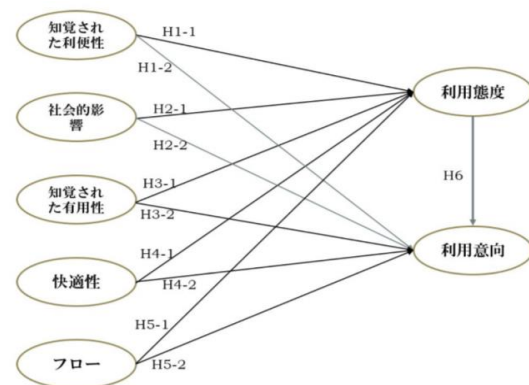 知覚され
た利便性
H1-1
H1-2
利用態度
社会的影
響
H2-1
H2-2
知覚され
た有用性
H3-1
H3-2
H6
快適性
H4-1
H4-2
利用意向
フロー
H5-1
H5-2